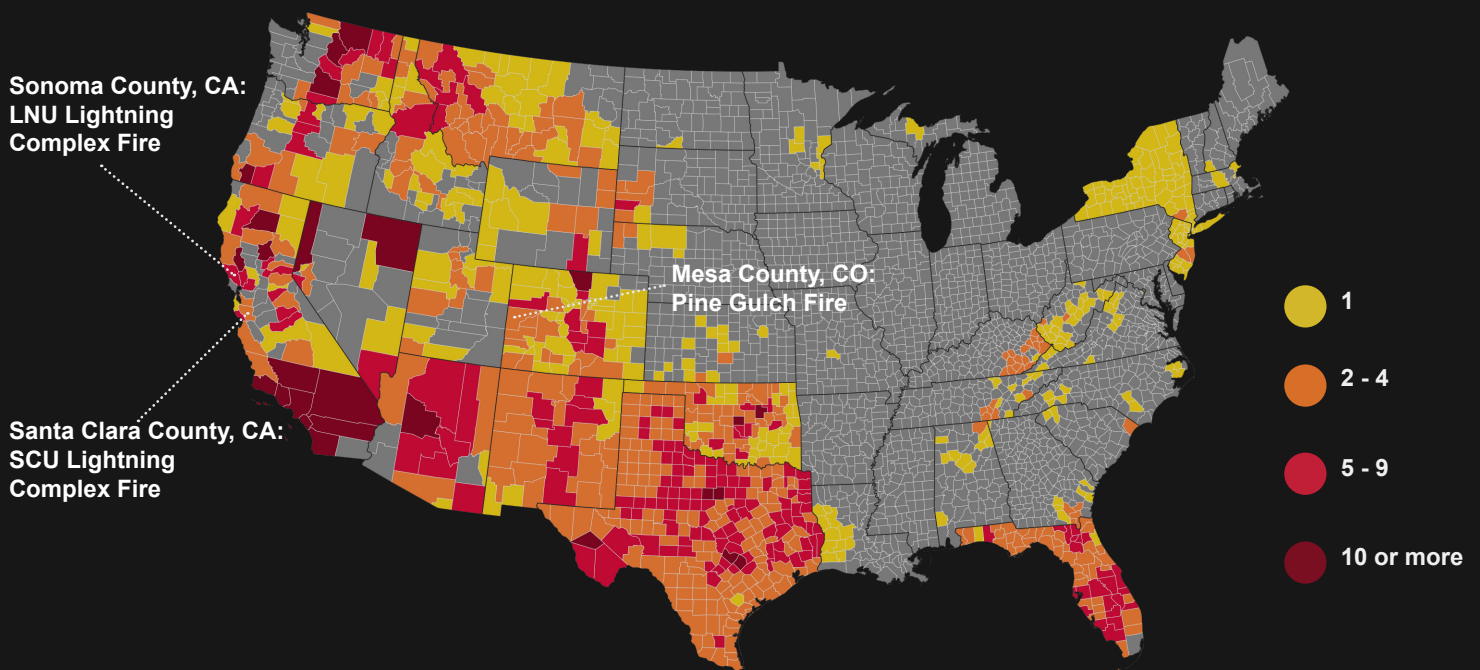 Sonoma County, CA:
LNU Lightning
Complex Fire
Mesa County, CO:
Pine Gulch Fire
Santa Clara County, CA:
SCU Lightning
Complex Fire
1
2 - 4
5 - 9
10 or more